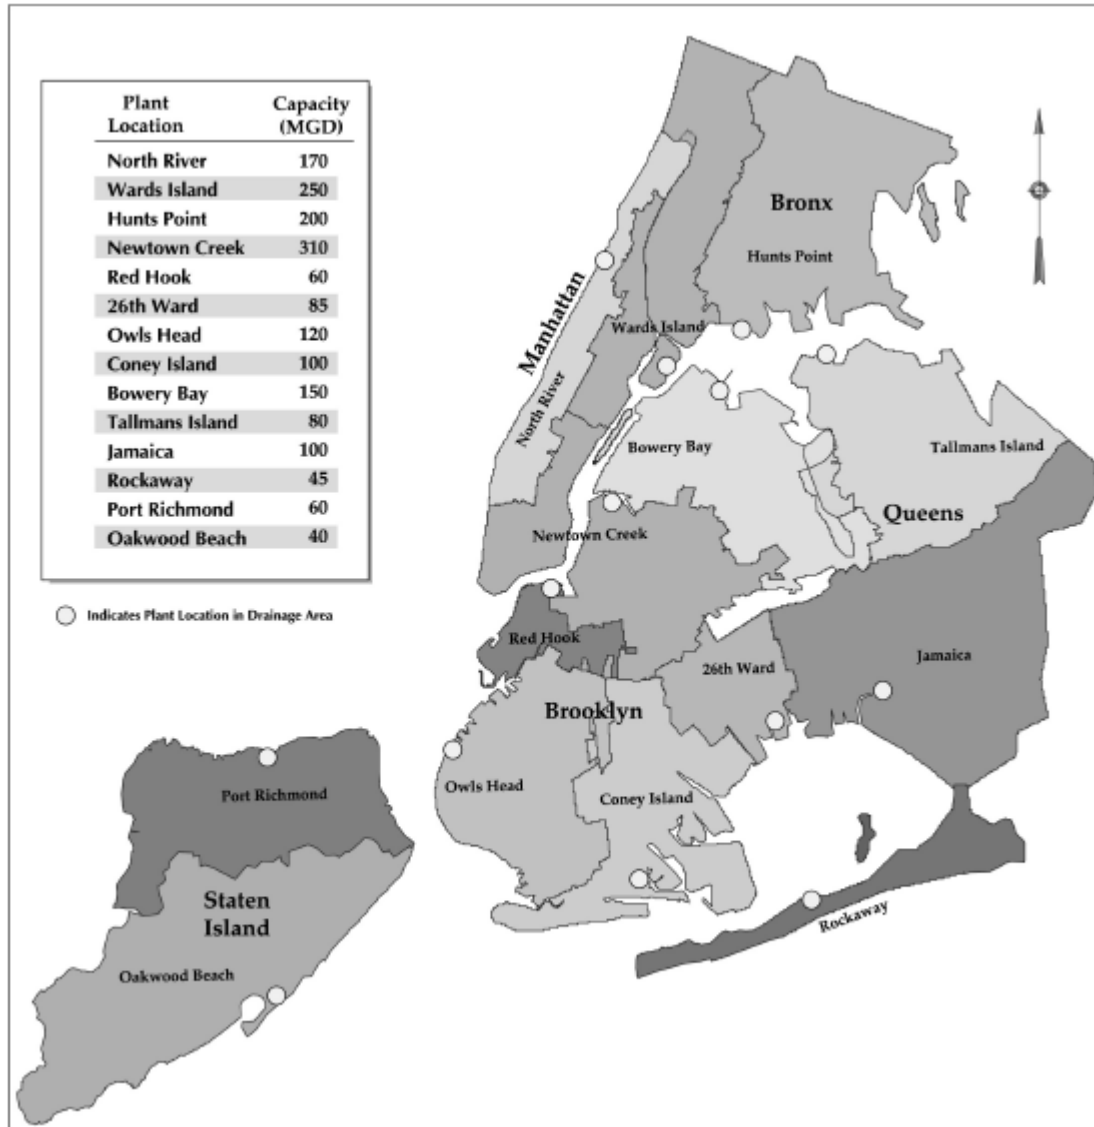 Plant Location
Capacity (MGD)
North River 170
Wards Island 250
Hunts Point 200
Newtown Creek 310
Red Hook 60
26th Ward 85
Owls Head 120
Coney Island 100
Bowery Bay 150
Tallmans Island 80
Jamaica 100
Rockaway 45
Port Richmond 60
Oakwood Beach 40
Indicates Plant Location in Drainage Area
Bronx
Hunts Point
Manhattan
Wards Island
North River
Bowery Bay
Tallmans Island
Queens
Newtown Creek
Red Hook
26th Ward
Jamaica
Brooklyn
Owls Head
Coney Island
Port Richmond
Staten
Island
Rockaway
Oakwood Beach